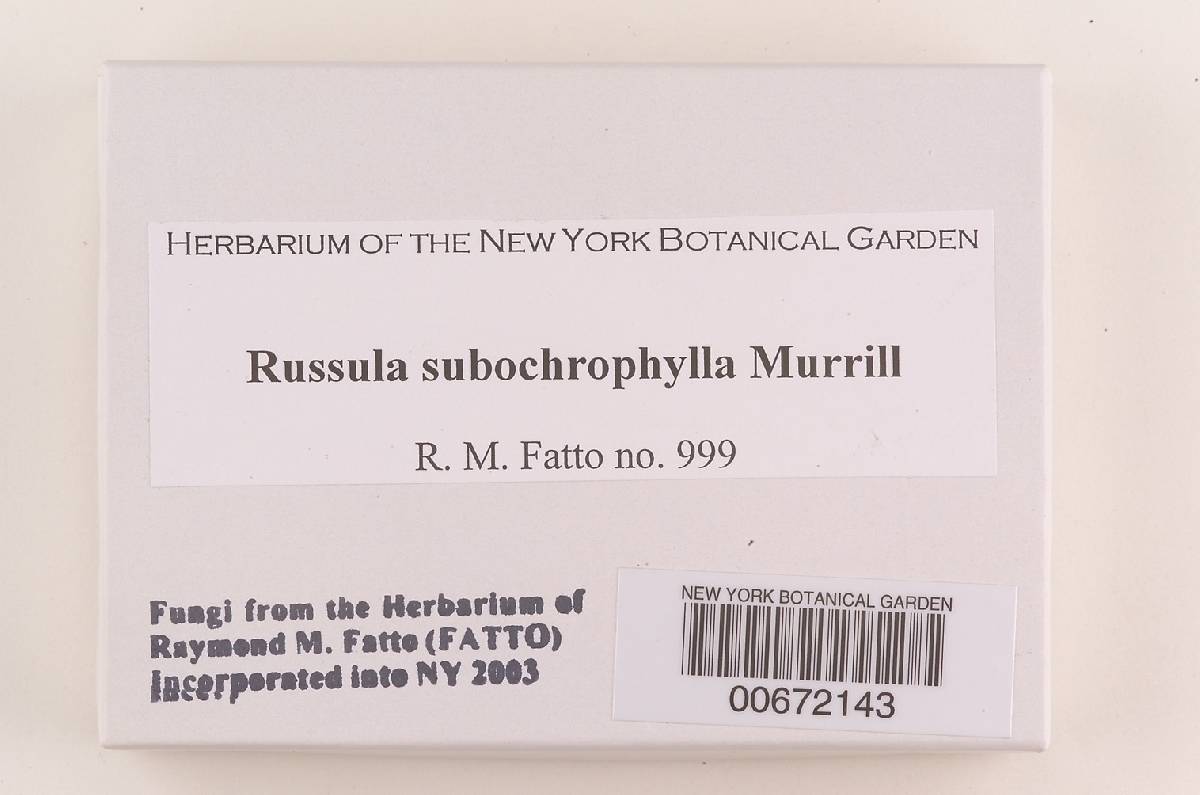 HERBARIUM OF THE NEW YORK BOTANICAL GARDEN
Russula subochrophylla Murrill
R. M. Fatto no. 999
Fungi from the Herbarium of
Raymond M. Fatto (FATTO)
incorporated into NY 2003
NEW YORK BOTANICAL GARDEN
00672143